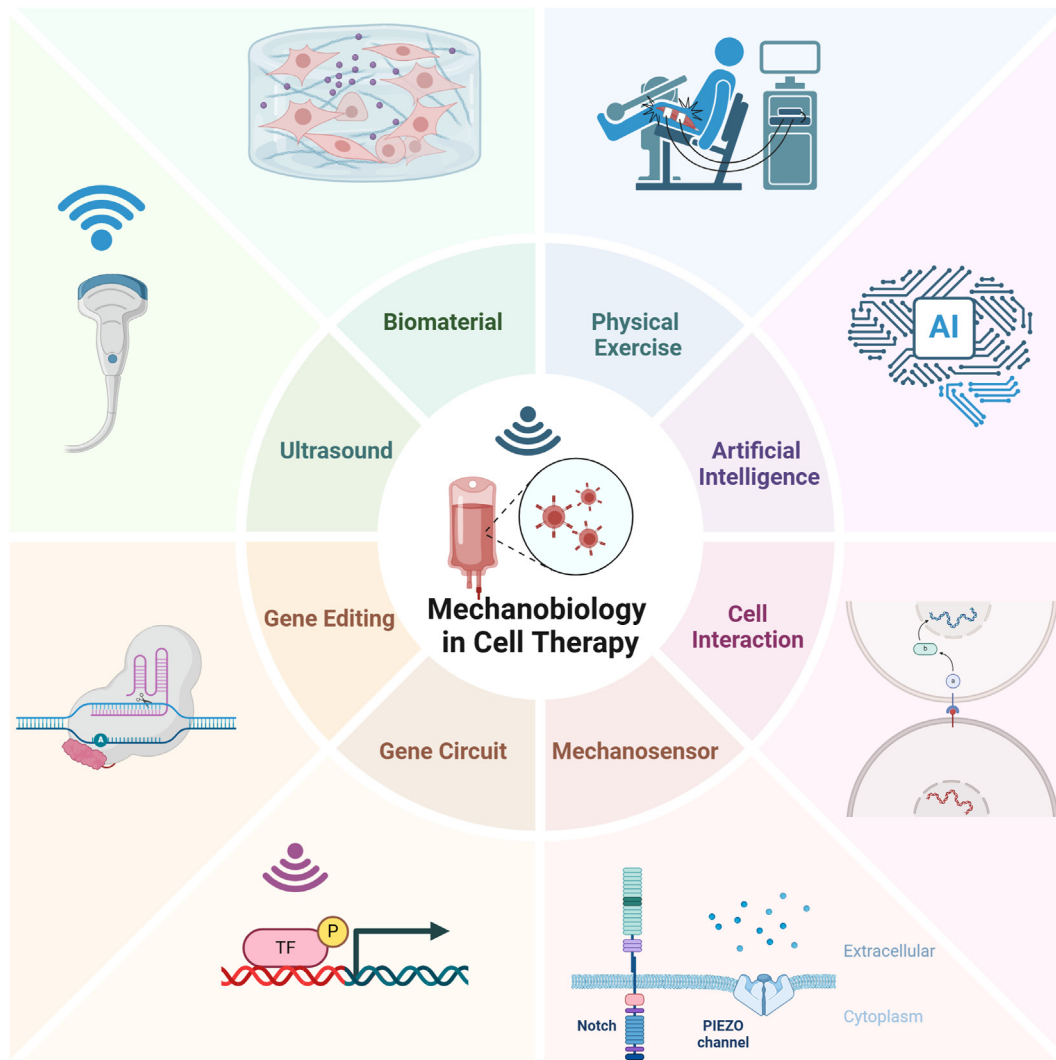 Biomaterial
Physical
Exercise
AI
Ultrasound
Artificial
Intelligence
Mechanobiology
in Cell Therapy
Gene Editing
Cell
Interaction
b
a
A
Gene Circuit
Mechanosensor
TF
P
Extracellular
Cytoplasm
Notch
PIEZO
channel